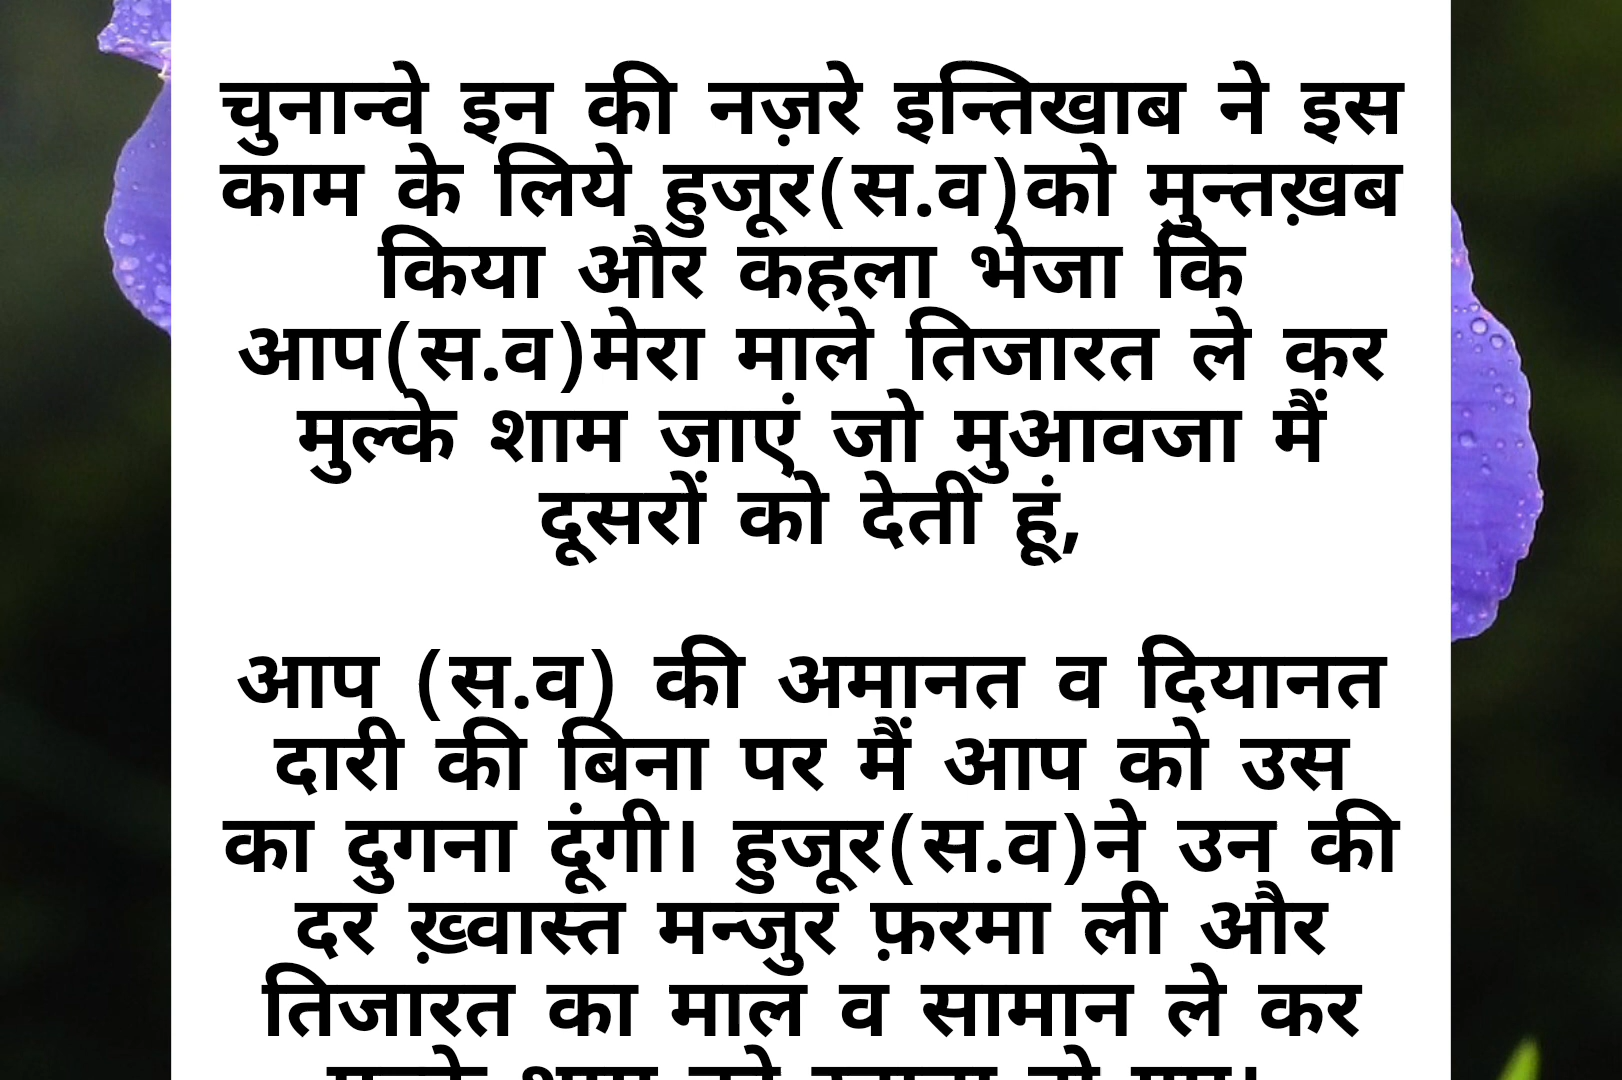 चुनान्वे इन की नज़रे इन्तिखाब ने इस
काम के लिये हुजूर(स.व)को मुन्तख़ब
किया और कहला भेजा कि
आप(स.व)मेरा माले तिजारत ले कर
मुल्के शाम जाएं जो मुआवजा मैं
दूसरों को देती हूं,
आप (स.व) की अमानत व दियानत
दारी की बिना पर मैं आप को उस
का दुगना दूंगी। हुजूर(स.व)ने उन की
दर ख़्वास्त मन्जुर फ़रमा ली और
तिजारत का माल व सामान ले कर